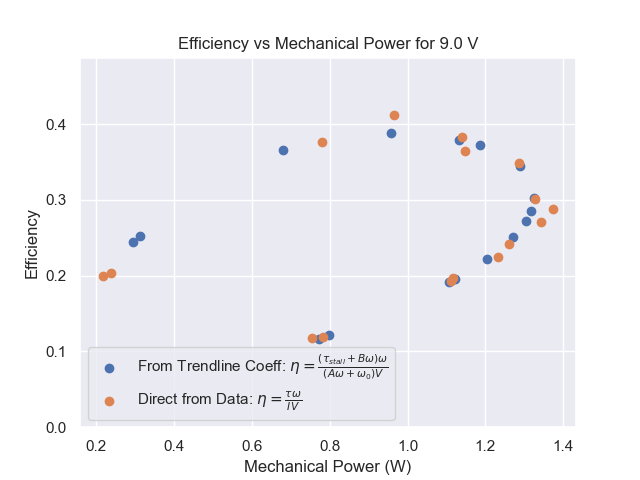 Efficiency vs Mechanical Power for 9.0 V
0.4
0.3
0.2
0.1
0.0
Efficiency
From Trendline Coeff: η = (τ_stall + Bω)ω / (Aω + ω₀)V
Direct from Data: η = τω / IV
0.2 0.4 0.6 0.8 1.0 1.2 1.4
Mechanical Power (W)